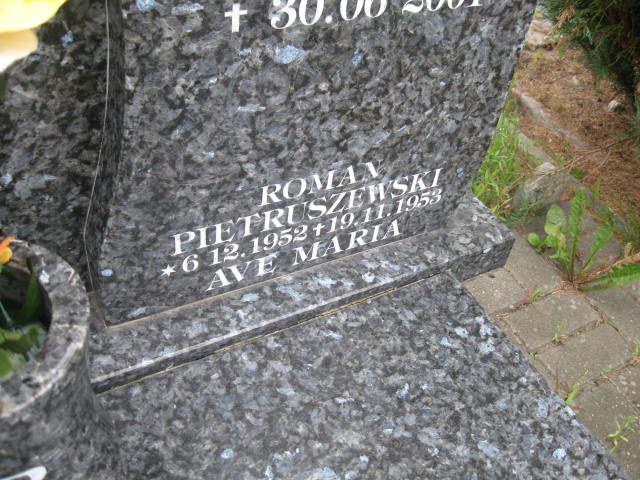 ✝ 30.06 2001
ROMAN
PIETRUSZEWSKI
*6 12.1952✝19.11.1953
AVE MARIA